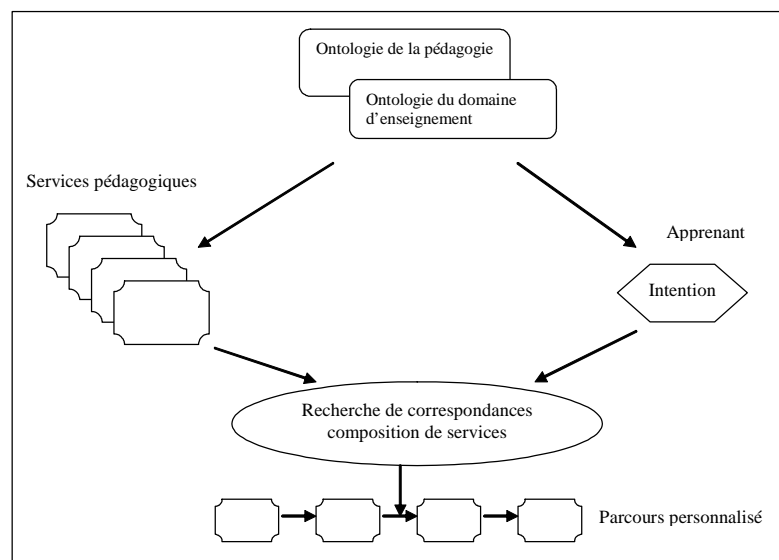 Ontologie de la pédagogie
Ontologie du domaine
d'enseignement
Services pédagogiques
Apprenant
Intention
Recherche de correspondances
composition de services
Parcours personnalisé